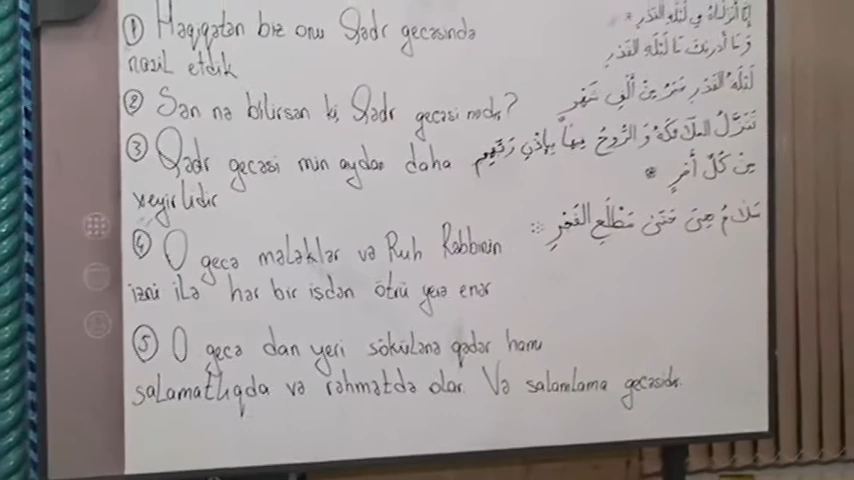 ① Həqiqətən biz onu Qədr gecəsində
nazil etdik
② Sən nə bilirsən ki, Qədr gecəsi nədir?
③ Qədr gecəsi min aydan daha
xeyirlidir
④ O gecə mələklər və Ruh Rəbbinin
izni ilə hər bir işdən ötrü yerə enər
⑤ O gecə dan yeri sökülənə qədər hamı
salamatlıqda və rəhmətdə olar. Və salamlama gecəsidir.
إِنَّا أَنْزَلْنَاهُ فِي لَيْلَةِ الْقَدْرِ *
وَمَا أَدْرَيكَ مَا لَيْلَةُ الْقَدْرِ
لَيْلَةُ الْقَدْرِ خَيْرٌ مِنْ أَلْفِ شَهْرٍ
تَنَزَّلُ الْمَلَئِكَةُ وَالرُّوحُ فِيهَا بِإِذْنِ رَبِّهِم
مِنْ كُلِّ أَمْرٍ *
سَلَامٌ هِيَ حَتَّى مَطْلَعِ الْفَجْرِ